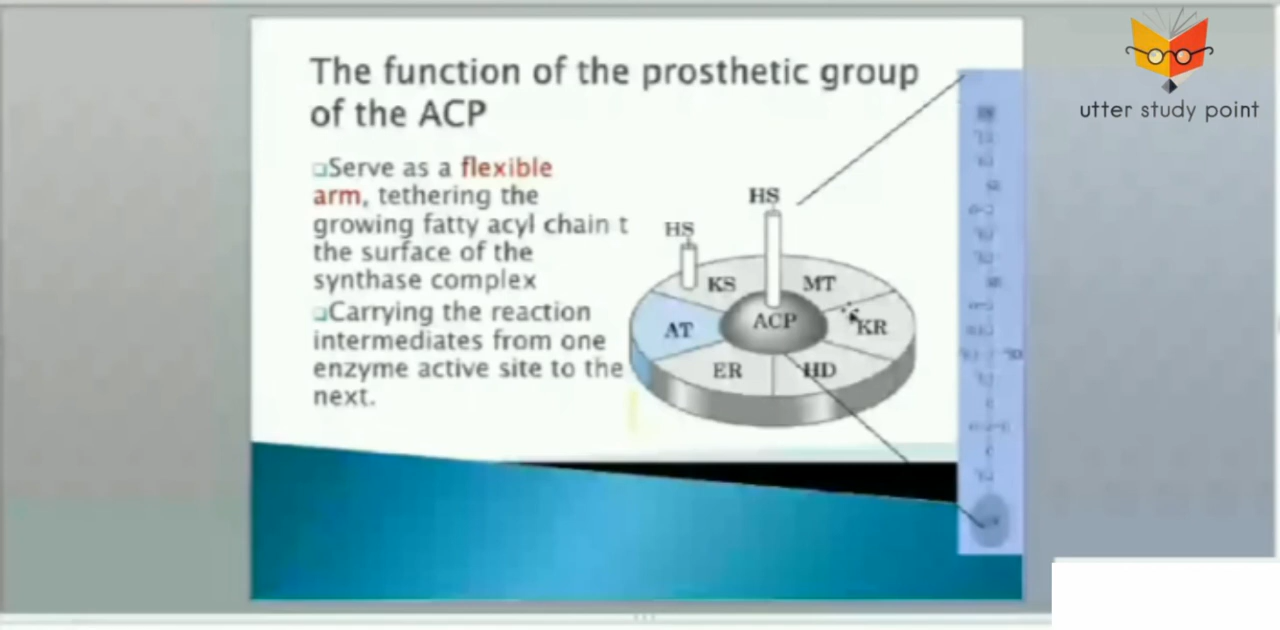 utter study point
The function of the prosthetic group
of the ACP
❑Serve as a flexible
arm, tethering the
growing fatty acyl chain t
the surface of the
synthase complex
❑Carrying the reaction
intermediates from one
enzyme active site to the
next.
HS
HS
KS
MT
AT
ACP
KR
ER
HD